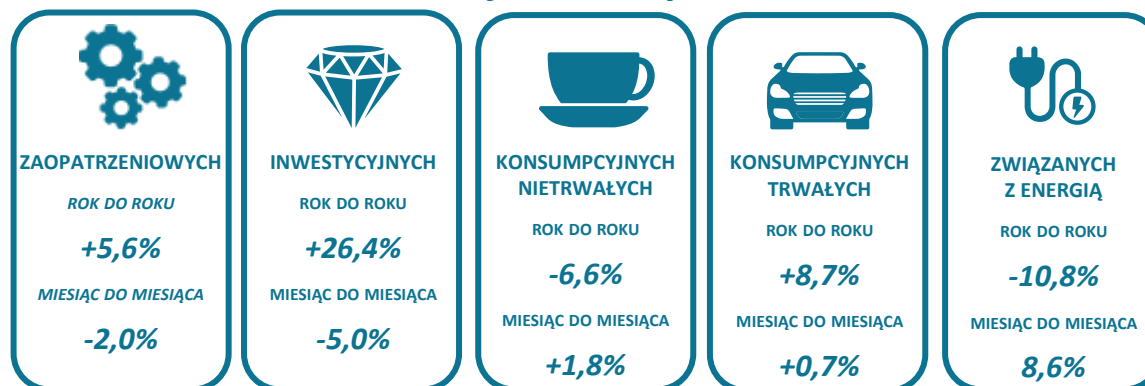 ZAOPATRZENIOWYCH
ROK DO ROKU
+5,6%
MIESIĄC DO MIESIĄCA
-2,0%
INWESTYCYJNYCH
ROK DO ROKU
+26,4%
MIESIĄC DO MIESIĄCA
-5,0%
KONSUMPCYJNYCH
NIETRWAŁYCH
ROK DO ROKU
-6,6%
MIESIĄC DO MIESIĄCA
+1,8%
KONSUMPCYJNYCH
TRWAŁYCH
ROK DO ROKU
+8,7%
MIESIĄC DO MIESIĄCA
+0,7%
ZWIĄZANYCH
Z ENERGIĄ
ROK DO ROKU
-10,8%
MIESIĄC DO MIESIĄCA
8,6%